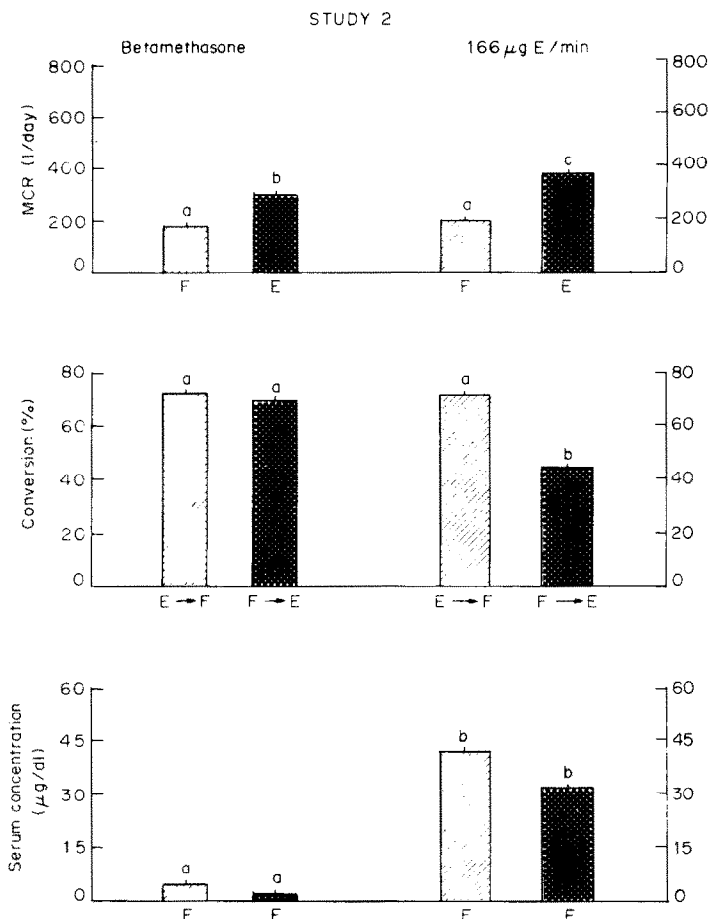 STUDY 2
Betamethasone 166 μg E/min
MCR (l/day)
800 800
600 600
400 400
200 200
0 0
a b a c
F E F E
Conversion (%)
80 80
60 60
40 40
20 20
0 0
a a a b
E → F F → E E → F F → E
Serum concentration
(μg/dl)
60 60
45 45
30 30
15 15
0 0
a a b b